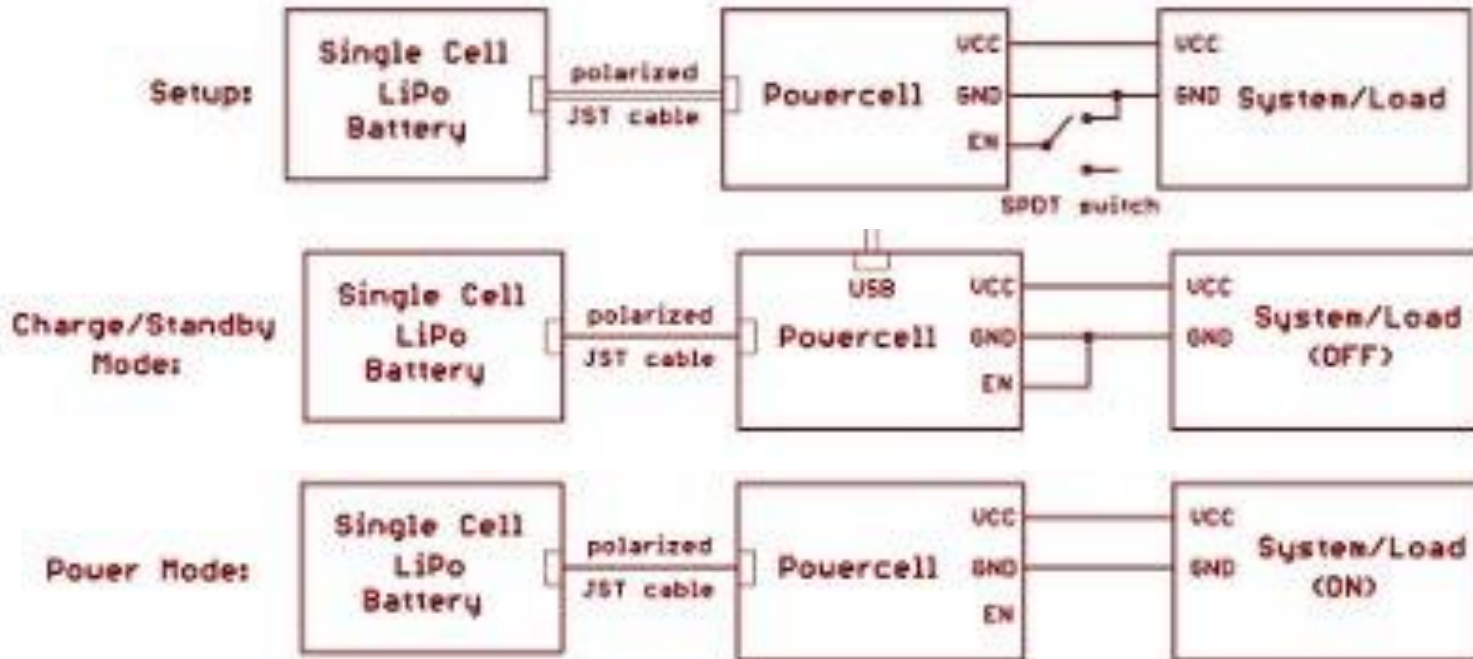 Setup:
Single Cell
LiPo
Battery
polarized
JST cable
Powercell
VCC
GND
EN
SPDT switch
VCC
GND
System/Load
Charge/Standby
Mode:
Single Cell
LiPo
Battery
polarized
JST cable
USB
Powercell
VCC
GND
EN
VCC
GND
System/Load
(OFF)
Power Mode:
Single Cell
LiPo
Battery
polarized
JST cable
Powercell
VCC
GND
EN
VCC
GND
System/Load
(ON)